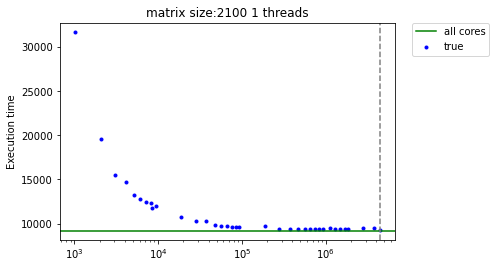 matrix size:2100 1 threads
Execution time
30000
25000
20000
15000
10000
10³
10⁴
10⁵
10⁶
all cores
true